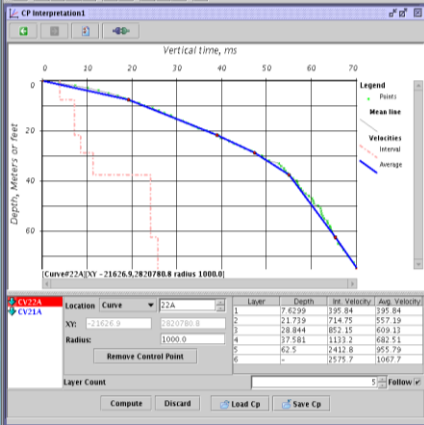 CP Interpretation1
Vertical time, ms
0 10 20 30 40 50 60 70
Depth, Meters or feet
0
20
40
60
Legend
Points
Mean line
Velocities
Interval
Average
[Curve#22A][XY -21626.9,2820780.8 radius 1000.0]
CV22A
CV21A
Location Curve 22A
XY: -21626.9 2820780.8
Radius: 1000.0
Remove Control Point
Layer Depth Int. Velocity Avg. Velocity
1 7.6299 395.84 395.84
2 21.739 714.75 557.19
3 28.844 852.15 609.13
4 37.581 1133.2 682.51
5 62.5 2412.8 955.79
6 - 2575.7 1067.7
Layer Count 5 Follow
Compute Discard Load Cp Save Cp